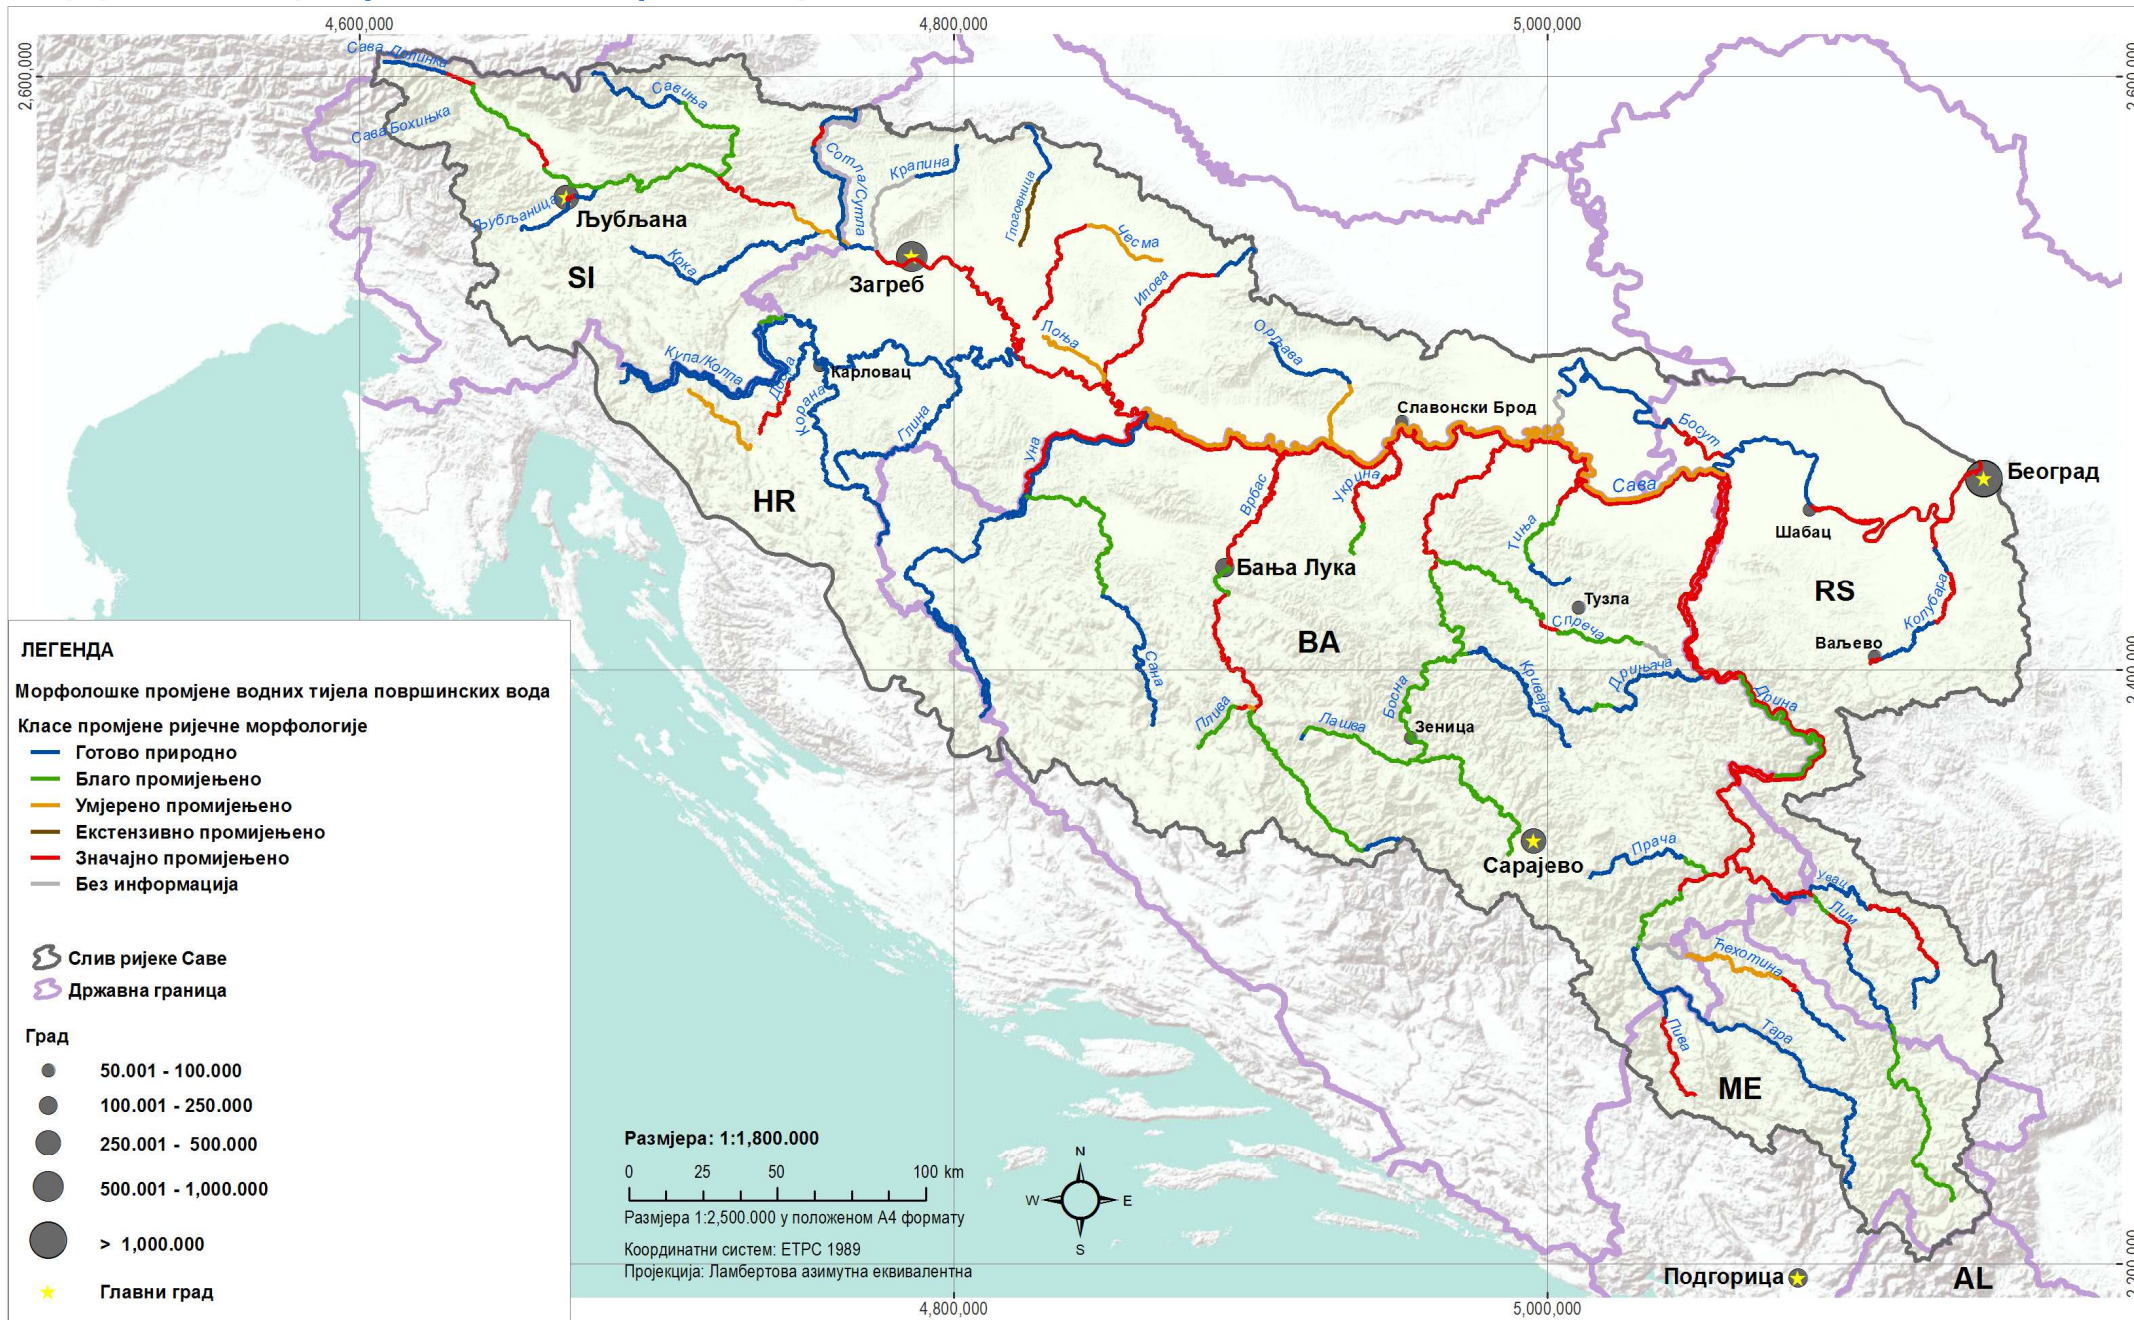 4,600,000
4,800,000
5,000,000
2,600,000
Сава Долинка
Сава Бохињка
Савиња
Сотла/Сутла
Крапина
Глоговница
Љубљаница
Љубљана
Крка
SI
Загреб
Чесма
Илова
Лоња
Орљава
Купа/Колпа
Добра
Карловац
Корана
Глина
HR
Уна
Славонски Брод
Босут
Сава
Београд
Врбас
Укрина
Тиња
Шабац
RS
Бања Лука
Тузла
Спреча
Колубара
Ваљево
BA
Сана
Плива
Лашва
Босна
Зеница
Криваја
Дрињача
Дрина
Сарајево
Прача
Увац
Лим
Ћехотина
Пива
Тара
ME
Подгорица
AL
ЛЕГЕНДА
Морфолошке промјене водних тијела површинских вода
Класе промјене ријечне морфологије
Готово природно
Благо промијењено
Умјерено промијењено
Екстензивно промијењено
Значајно промијењено
Без информација
Слив ријеке Саве
Државна граница
Град
50.001 - 100.000
100.001 - 250.000
250.001 - 500.000
500.001 - 1,000.000
> 1,000.000
Главни град
Размјера: 1:1,800.000
0 25 50 100 km
Размјера 1:2,500.000 у положеном А4 формату
Координатни систем: ЕТРС 1989
Пројекција: Ламбертова азимутна еквивалентна
N
W
E
S
4,800,000
5,000,000